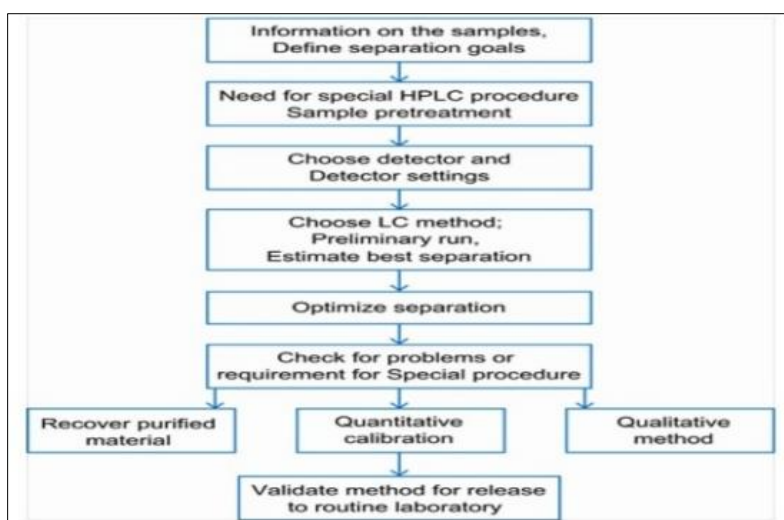 Information on the samples,
Define separation goals
Need for special HPLC procedure
Sample pretreatment
Choose detector and
Detector settings
Choose LC method;
Preliminary run,
Estimate best separation
Optimize separation
Check for problems or
requirement for Special procedure
Recover purified
material
Quantitative
calibration
Qualitative
method
Validate method for release
to routine laboratory